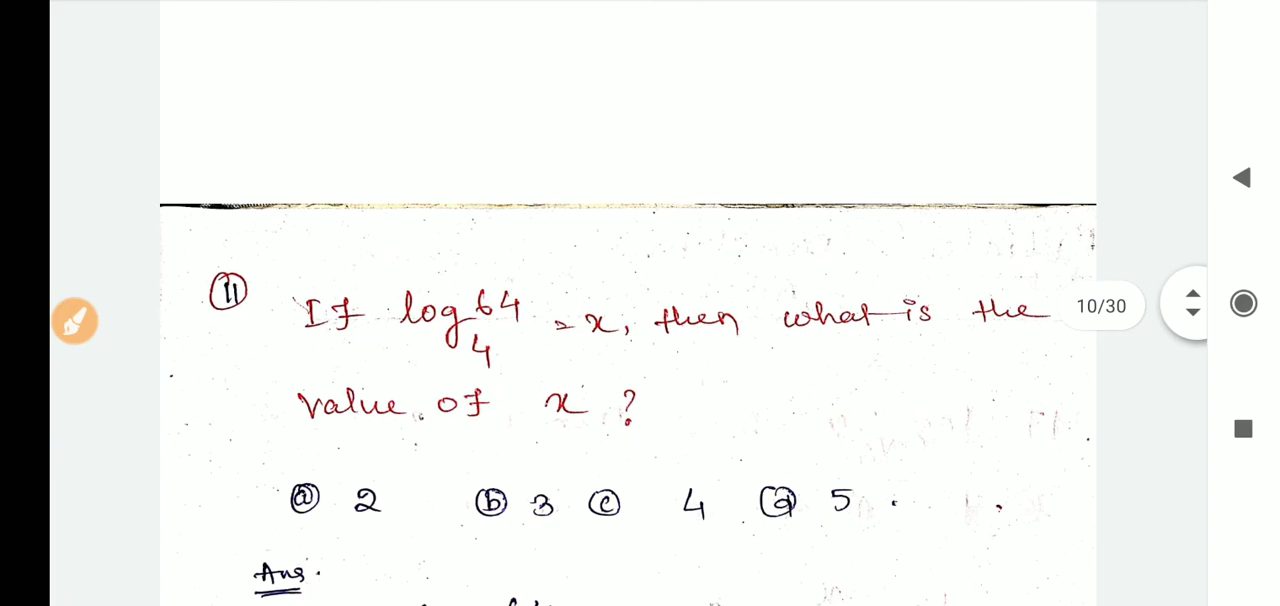 11 If log₄64 = x, then what is the
10/30
value of x ?
a 2 b 3 c 4 d 5.
Ans.